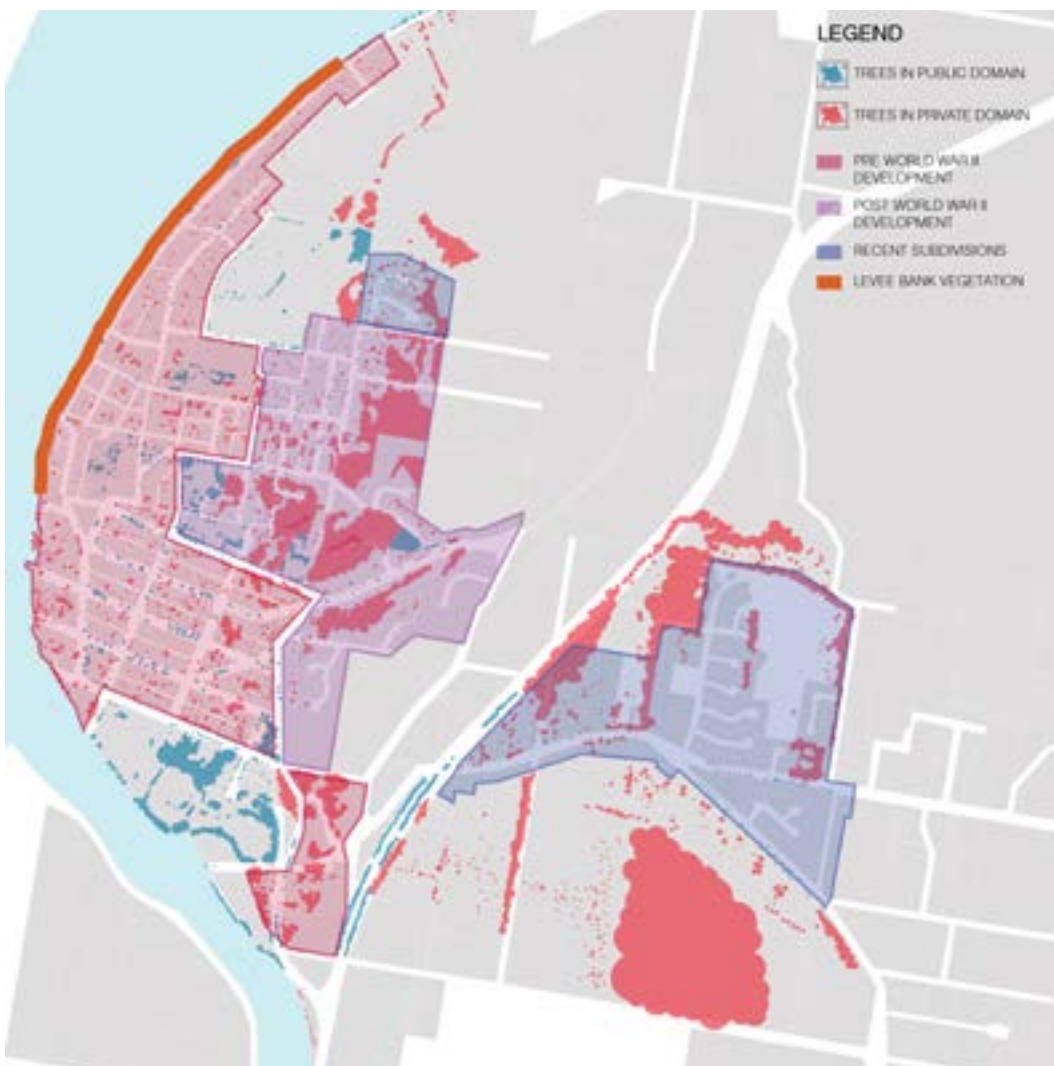 LEGEND
TREES IN PUBLIC DOMAIN
TREES IN PRIVATE DOMAIN
PRE WORLD WAR II
DEVELOPMENT
POST WORLD WAR II
DEVELOPMENT
RECENT SUBDIVISIONS
LEVEE BANK VEGETATION